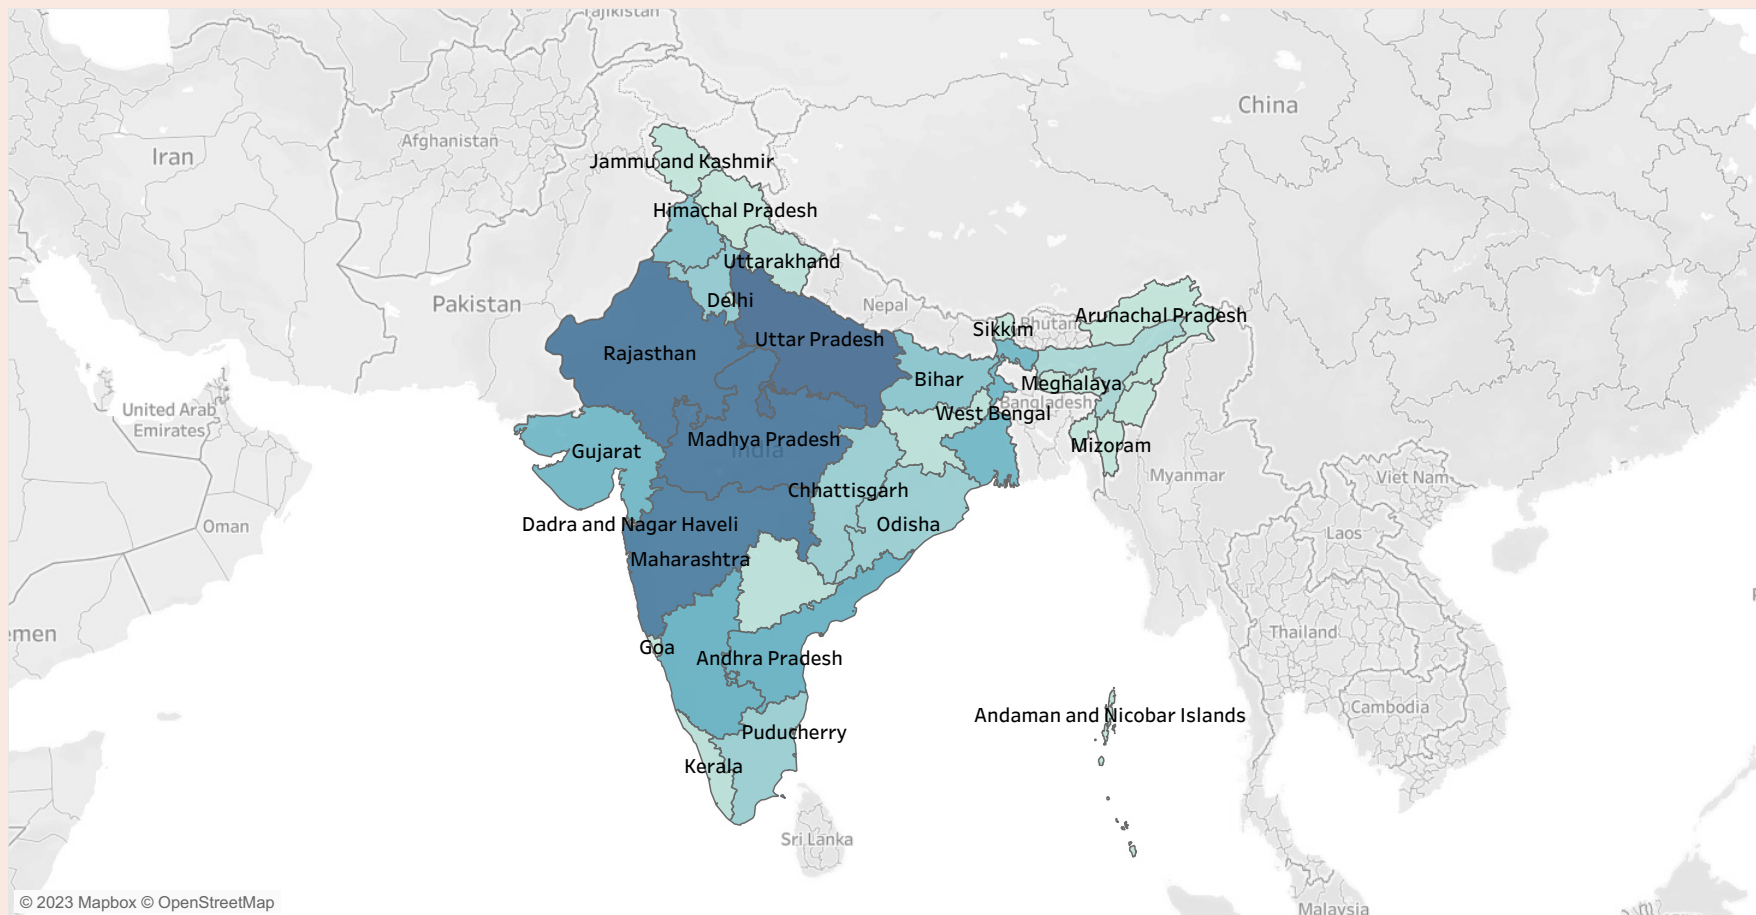 Tajikistan
China
Afghanistan
Iran
Jammu and Kashmir
Himachal Pradesh
Uttarakhand
Pakistan
Delhi
Nepal
Sikkim
Bhutan
Arunachal Pradesh
Uttar Pradesh
Rajasthan
Bihar
Meghalaya
Bangladesh
United Arab
Emirates
West Bengal
Madhya Pradesh
India
Gujarat
Mizoram
Myanmar
Viet Nam
Chhattisgarh
Oman
Dadra and Nagar Haveli
Odisha
Laos
Maharashtra
emen
Thailand
Goa
Andhra Pradesh
Cambodia
Andaman and Nicobar Islands
Puducherry
Kerala
Sri Lanka
© 2023 Mapbox © OpenStreetMap
Malaysia